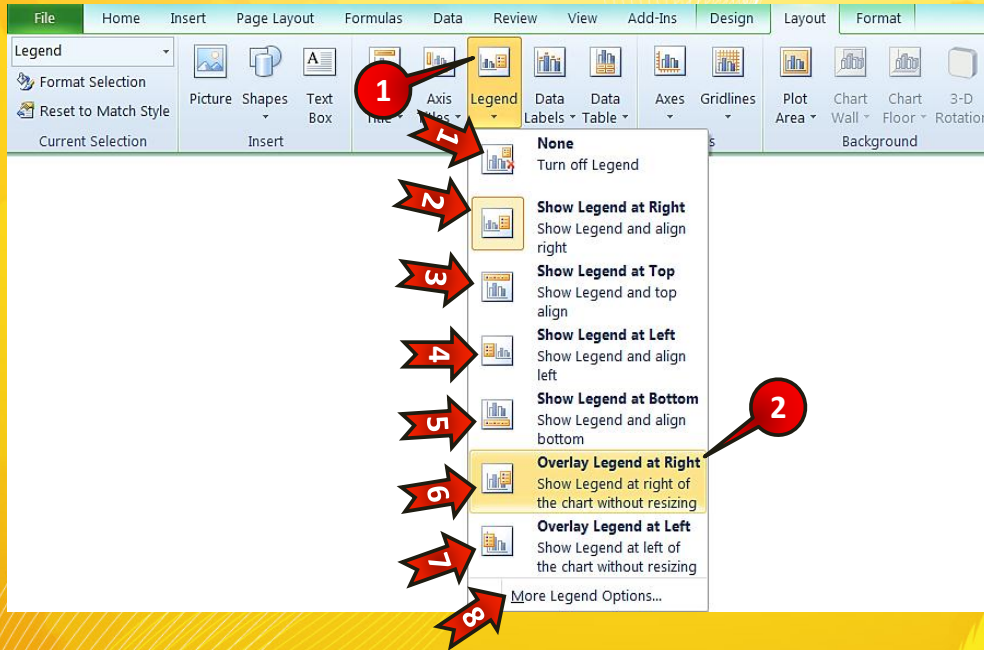 File Home Insert Page Layout Formulas Data Review View Add-Ins Design Layout Format
Legend
Format Selection
Reset to Match Style
Current Selection
Picture Shapes Text Box
Insert
Title
Axis Titles
Legend
Data Labels
Data Table
Axes
Gridlines
Plot Area
Chart Wall
Chart Floor
3-D Rotation
Background
1
2
1
None
Turn off Legend
2
Show Legend at Right
Show Legend and align
right
3
Show Legend at Top
Show Legend and top
align
4
Show Legend at Left
Show Legend and align
left
5
Show Legend at Bottom
Show Legend and align
bottom
6
Overlay Legend at Right
Show Legend at right of
the chart without resizing
7
Overlay Legend at Left
Show Legend at left of
the chart without resizing
8
More Legend Options...